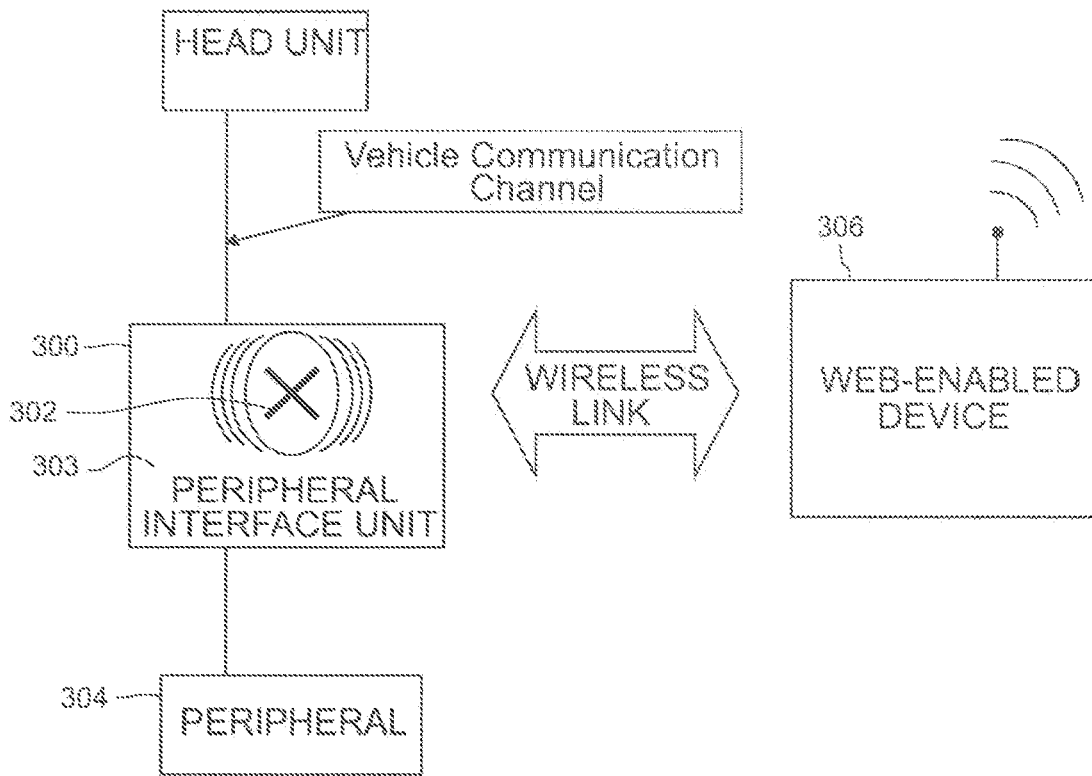 HEAD UNIT
Vehicle Communication
Channel
306
300
WIRELESS
LINK
WEB-ENABLED
DEVICE
302
303
PERIPHERAL
INTERFACE UNIT
304
PERIPHERAL